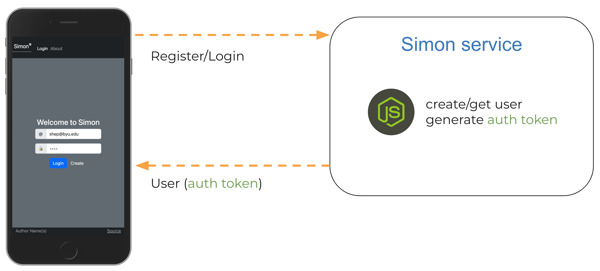 Simon®
Login About
Welcome to Simon
@ shep@byu.edu
••••
Login Create
Author Name(s) Source
Register/Login
User (auth token)
Simon service
JS
create/get user
generate auth token